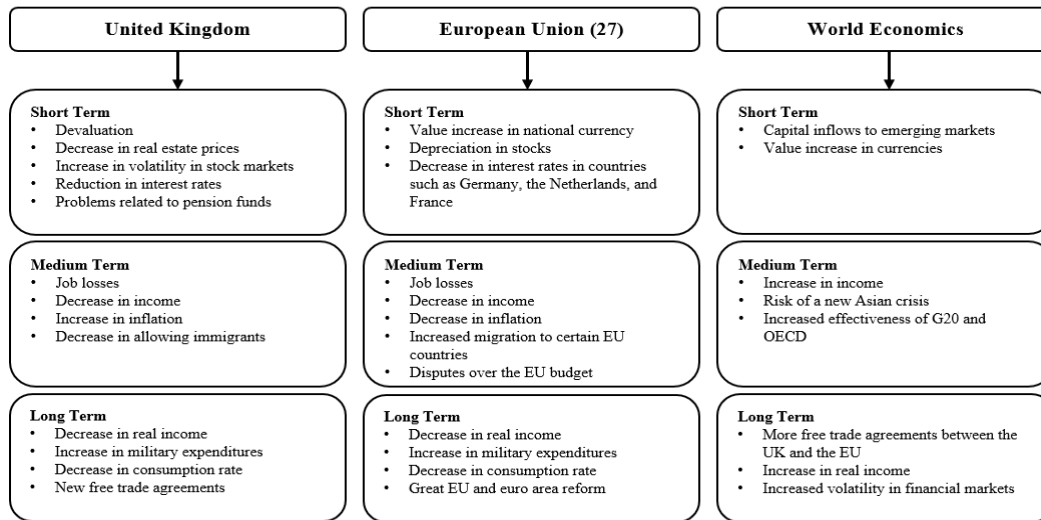 United Kingdom
European Union (27)
World Economics
Short Term
• Devaluation
• Decrease in real estate prices
• Increase in volatility in stock markets
• Reduction in interest rates
• Problems related to pension funds
Short Term
• Value increase in national currency
• Depreciation in stocks
• Decrease in interest rates in countries
such as Germany, the Netherlands, and
France
Short Term
• Capital inflows to emerging markets
• Value increase in currencies
Medium Term
• Job losses
• Decrease in income
• Increase in inflation
• Decrease in allowing immigrants
Medium Term
• Job losses
• Decrease in income
• Decrease in inflation
• Increased migration to certain EU
countries
• Disputes over the EU budget
Medium Term
• Increase in income
• Risk of a new Asian crisis
• Increased effectiveness of G20 and
OECD
Long Term
• Decrease in real income
• Increase in military expenditures
• Decrease in consumption rate
• New free trade agreements
Long Term
• Decrease in real income
• Increase in military expenditures
• Decrease in consumption rate
• Great EU and euro area reform
Long Term
• More free trade agreements between the
UK and the EU
• Increase in real income
• Increased volatility in financial markets